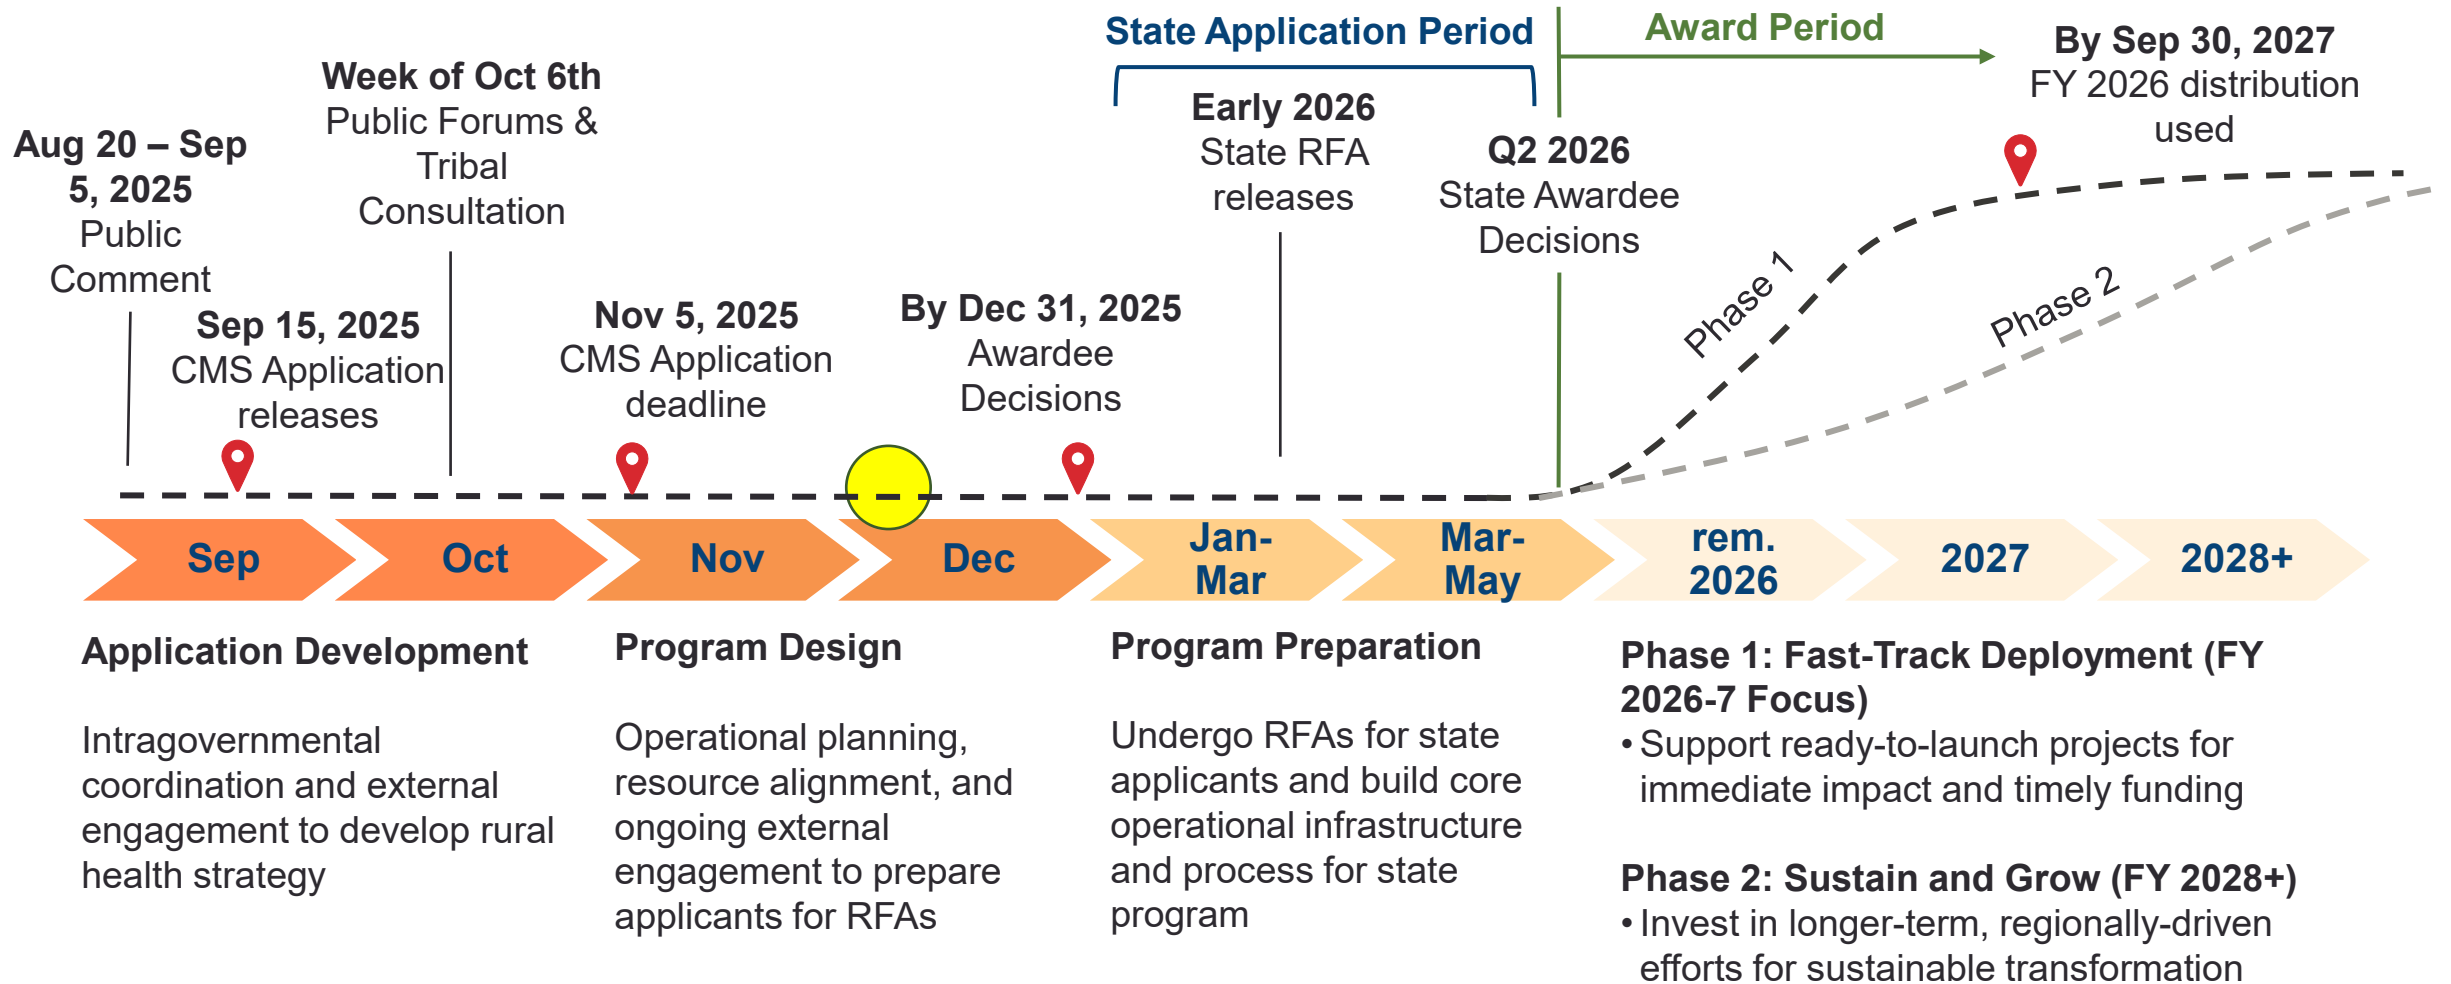 State Application Period
Award Period
Aug 20 – Sep
5, 2025
Public
Comment
Sep 15, 2025
CMS Application
releases
Week of Oct 6th
Public Forums &
Tribal
Consultation
Nov 5, 2025
CMS Application
deadline
By Dec 31, 2025
Awardee
Decisions
Early 2026
State RFA
releases
Q2 2026
State Awardee
Decisions
By Sep 30, 2027
FY 2026 distribution
used
Phase 1
Phase 2
Sep
Oct
Nov
Dec
Jan-
Mar
Mar-
May
rem.
2026
2027
2028+
Application Development
Intragovernmental
coordination and external
engagement to develop rural
health strategy
Program Design
Operational planning,
resource alignment, and
ongoing external
engagement to prepare
applicants for RFAs
Program Preparation
Undergo RFAs for state
applicants and build core
operational infrastructure
and process for state
program
Phase 1: Fast-Track Deployment (FY
2026-7 Focus)
• Support ready-to-launch projects for
immediate impact and timely funding
Phase 2: Sustain and Grow (FY 2028+)
• Invest in longer-term, regionally-driven
efforts for sustainable transformation